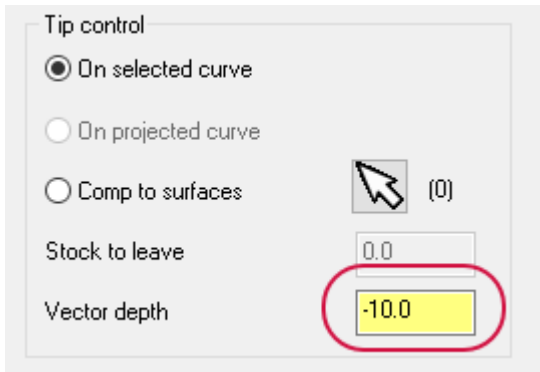 Tip control
On selected curve
On projected curve
Comp to surfaces (0)
Stock to leave 0.0
Vector depth -10.0